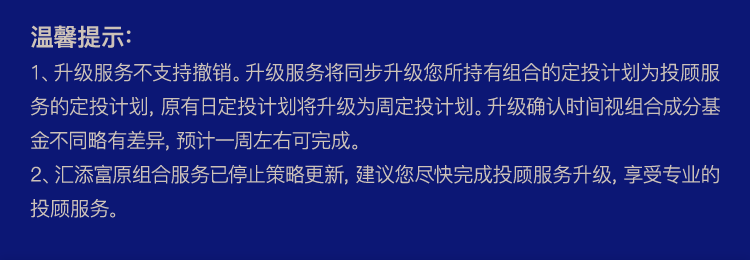 温馨提示:
1、升级服务不支持撤销。升级服务将同步升级您所持有组合的定投计划为投顾服
务的定投计划, 原有日定投计划将升级为周定投计划。升级确认时间视组合成分基
金不同略有差异, 预计一周左右可完成。
2、汇添富原组合服务已停止策略更新, 建议您尽快完成投顾服务升级, 享受专业的
投顾服务。